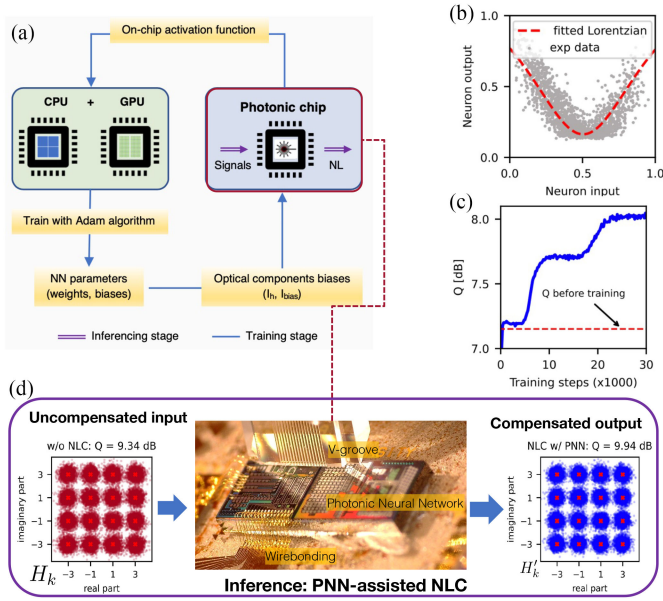 (a)
On-chip activation function
CPU + GPU
Photonic chip
Signals
NL
Train with Adam algorithm
NN parameters
(weights, biases)
Optical components biases
(Iₕ, I_bias)
Inferencing stage
Training stage
(b)
Neuron output
1.0
0.5
0.0
fitted Lorentzian
exp data
0.0 0.5 1.0
Neuron input
(c)
Q [dB]
8.0
7.5
7.0
Q before training
0 10 20 30
Training steps (x1000)
(d)
Uncompensated input
w/o NLC: Q = 9.34 dB
imaginary part
3
1
−1
−3
−3 −1 1 3
real part
Hₖ
V-groove
Photonic Neural Network
Wirebonding
Inference: PNN-assisted NLC
Compensated output
NLC w/ PNN: Q = 9.94 dB
imaginary part
3
1
−1
−3
−3 −1 1 3
real part
H′ₖ